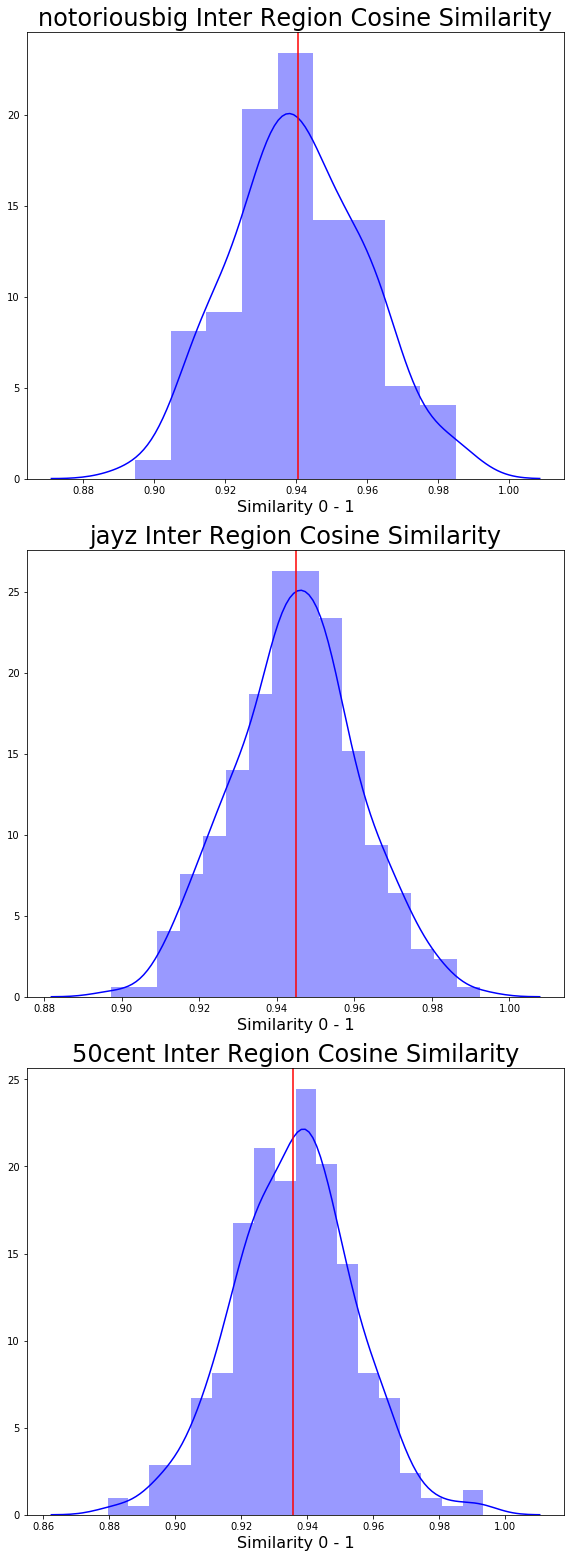 notoriousbig Inter Region Cosine Similarity
20
15
10
5
0
0.88 0.90 0.92 0.94 0.96 0.98 1.00
Similarity 0 - 1
jayz Inter Region Cosine Similarity
25
20
15
10
5
0
0.88 0.90 0.92 0.94 0.96 0.98 1.00
Similarity 0 - 1
50cent Inter Region Cosine Similarity
25
20
15
10
5
0
0.86 0.88 0.90 0.92 0.94 0.96 0.98 1.00
Similarity 0 - 1